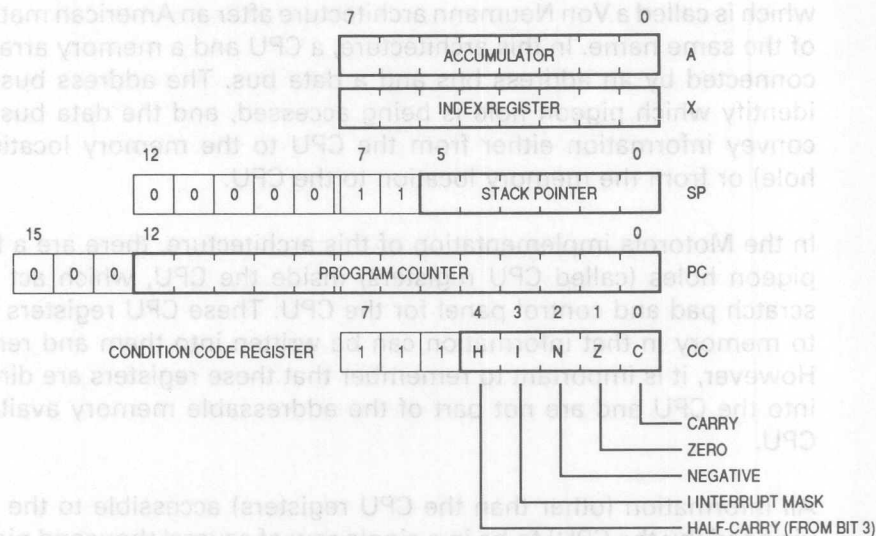 7 0
ACCUMULATOR A
INDEX REGISTER X
12 7 5 0
0 0 0 0 0 1 1 STACK POINTER SP
15 12 0
0 0 0 PROGRAM COUNTER PC
7 4 3 2 1 0
CONDITION CODE REGISTER 1 1 1 H I N Z C CC
CARRY
ZERO
NEGATIVE
I INTERRUPT MASK
HALF-CARRY (FROM BIT 3)